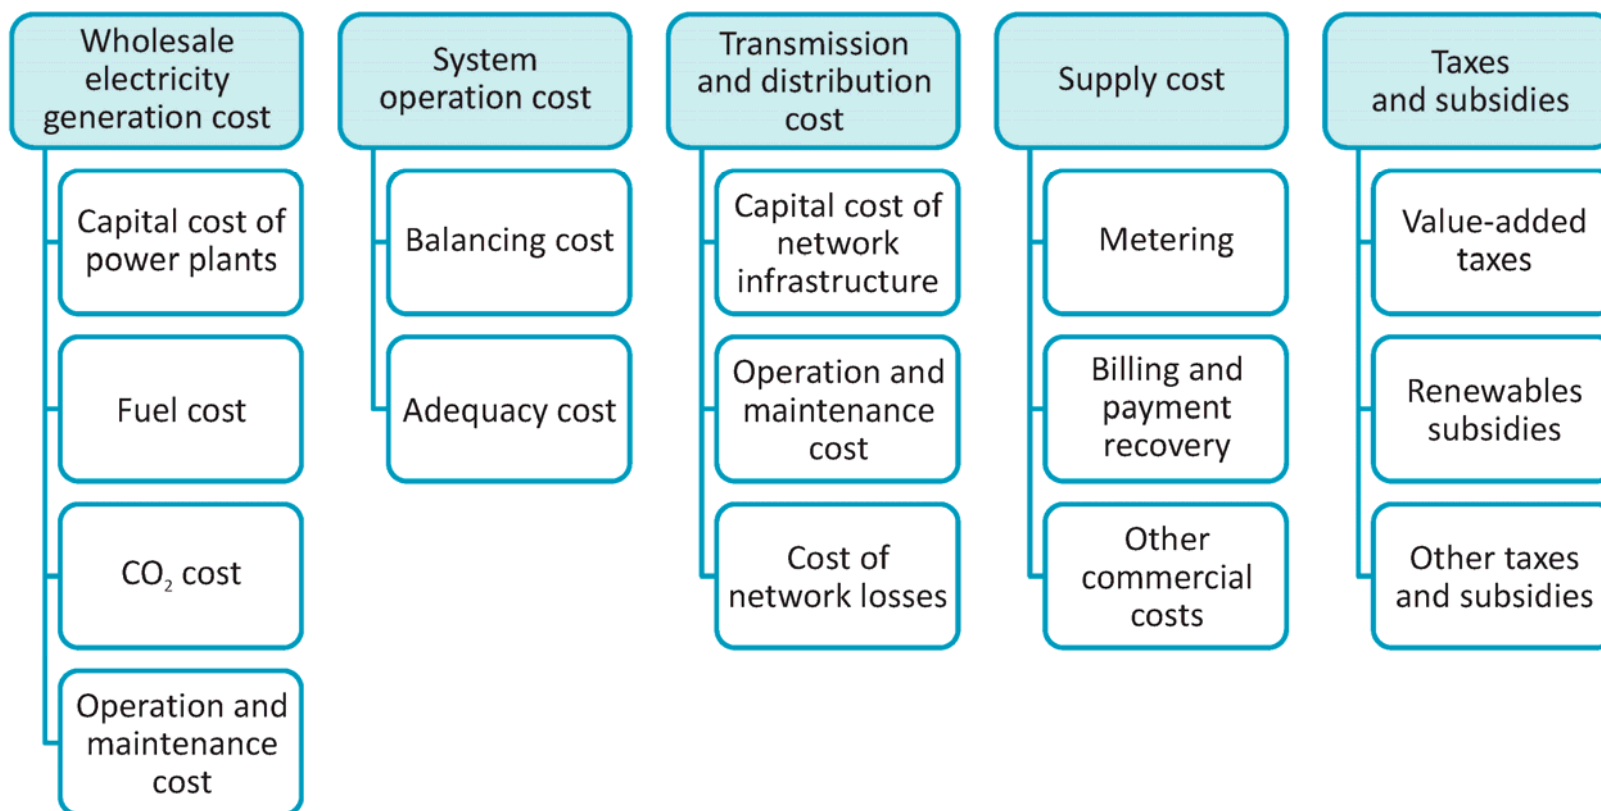 Wholesale
electricity
generation cost
Capital cost of
power plants
Fuel cost
CO₂ cost
Operation and
maintenance
cost
System
operation cost
Balancing cost
Adequacy cost
Transmission
and distribution
cost
Capital cost of
network
infrastructure
Operation and
maintenance
cost
Cost of
network losses
Supply cost
Metering
Billing and
payment
recovery
Other
commercial
costs
Taxes
and subsidies
Value-added
taxes
Renewables
subsidies
Other taxes
and subsidies